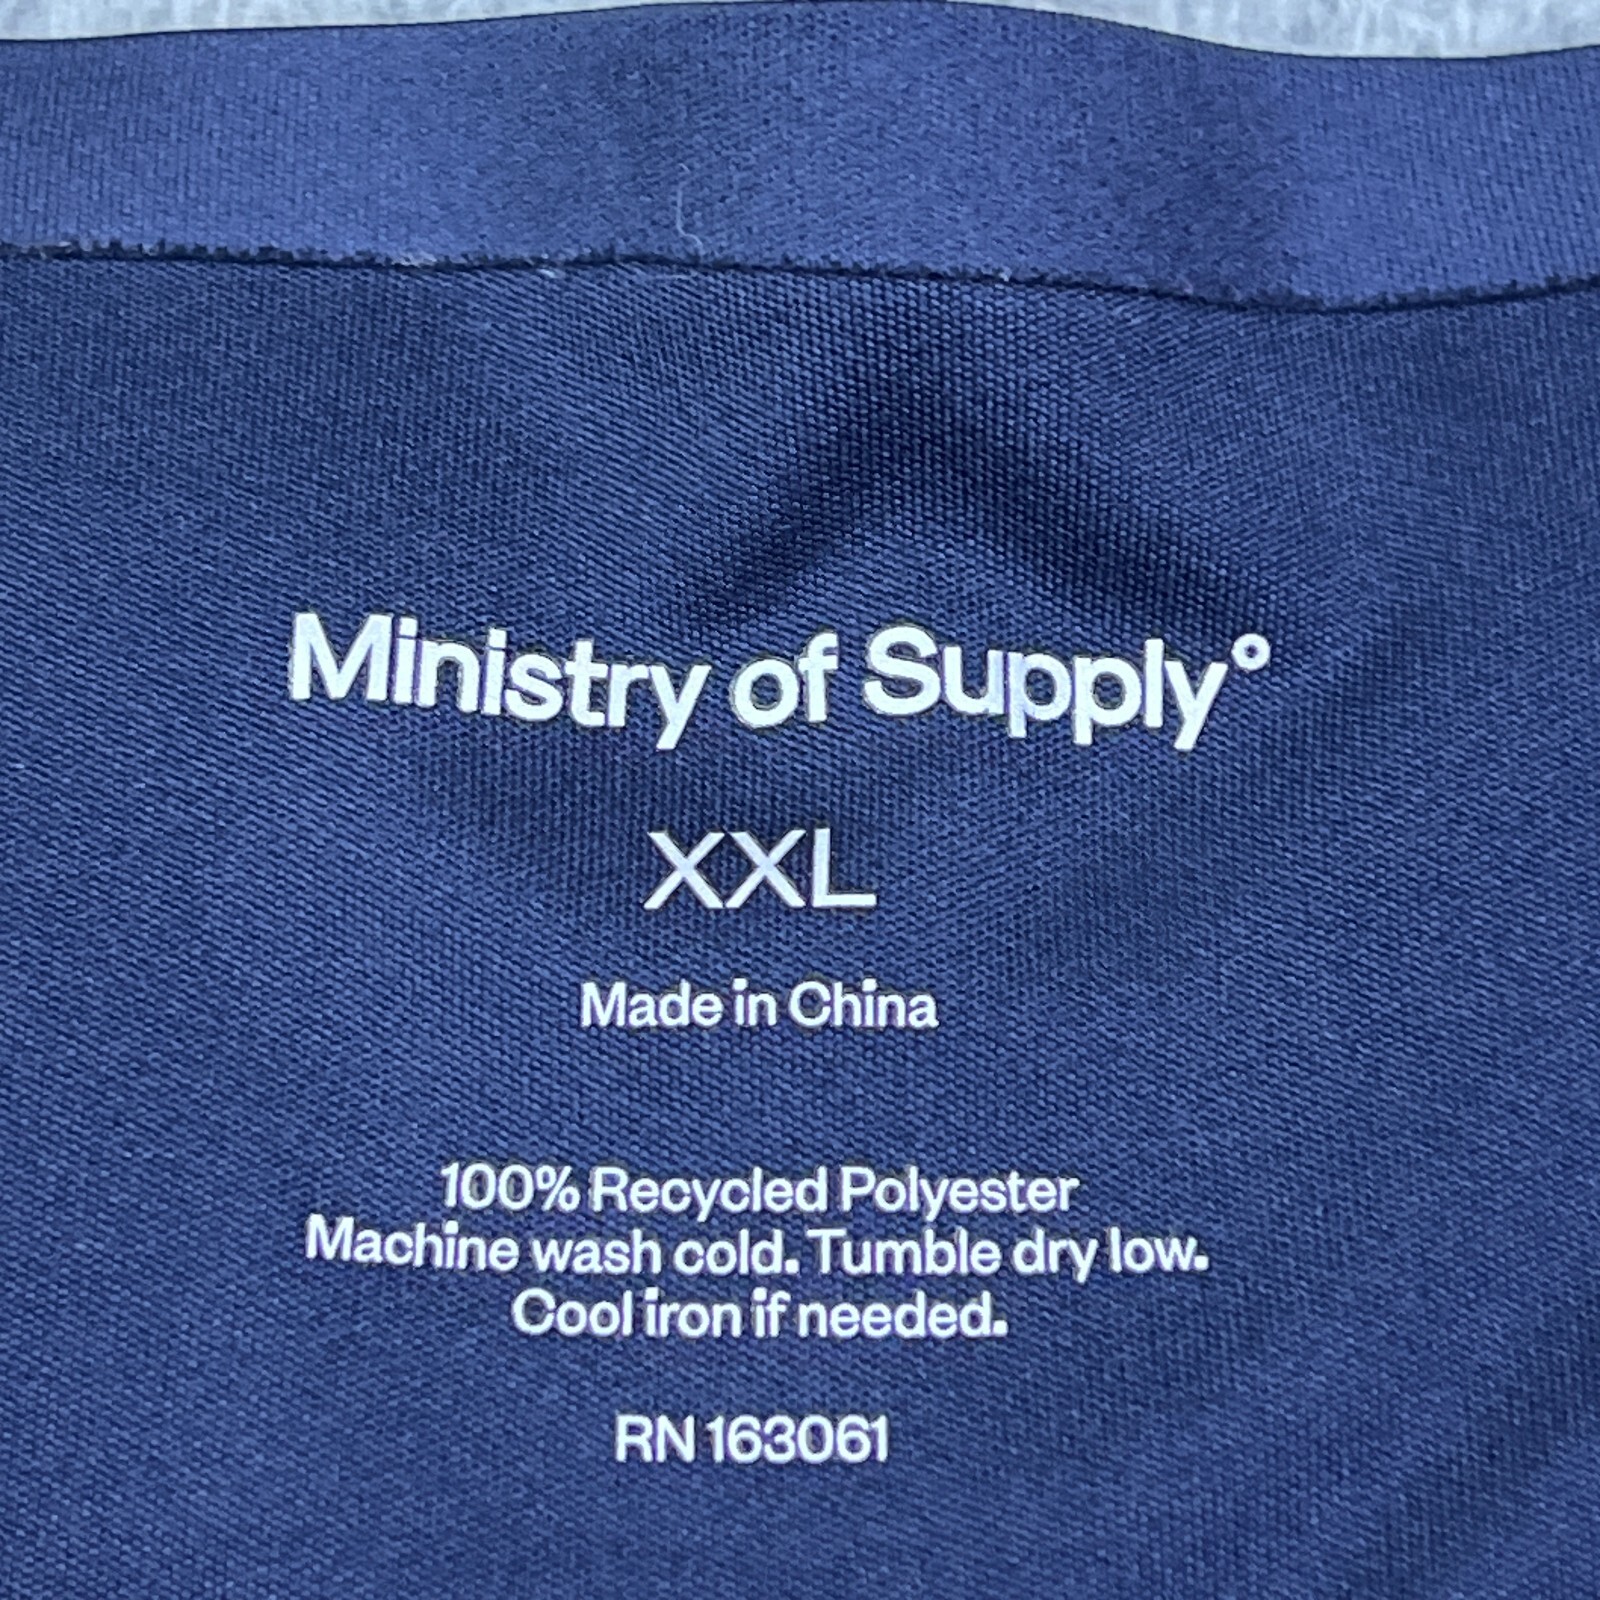 Ministry of Supply°
XXL
Made in China
100% Recycled Polyester
Machine wash cold. Tumble dry low.
Cool iron if needed.
RN 163061